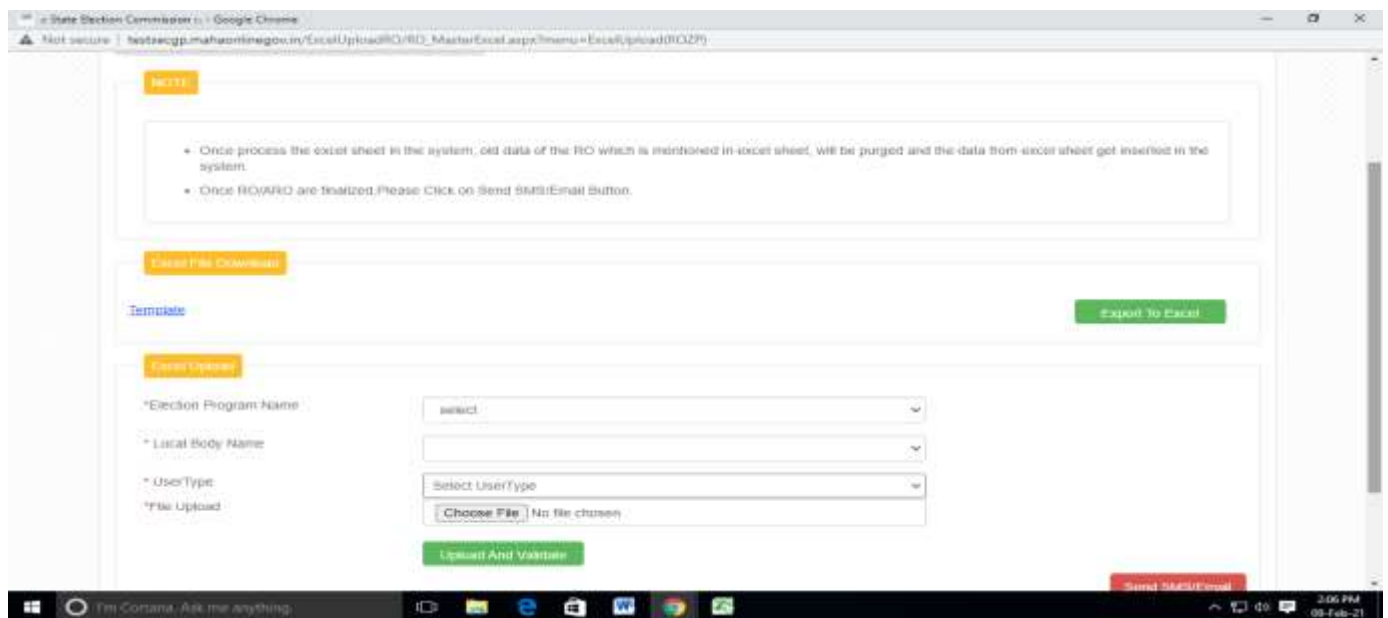 State Election Commission - Google Chrome
Not secure | testsecgp.mahaonlinegov.in/ExcelUploadRO/RO_MasterExcel.aspx?menu=ExcelUpload(ROZP)
NOTE
• Once process the excel sheet in the system, old data of the RO which is mentioned in excel sheet, will be purged and the data from excel sheet get inserted in the
system.
• Once RO/ARO are finalized,Please Click on Send SMS/Email Button.
Excel File Download
Template
Export To Excel
Excel Upload
*Election Program Name
select
* Local Body Name
* UserType
Select UserType
*File Upload
Choose File No file chosen
Upload And Validate
Send SMS/Email
I'm Cortana. Ask me anything.
2:06 PM
-Feb-21